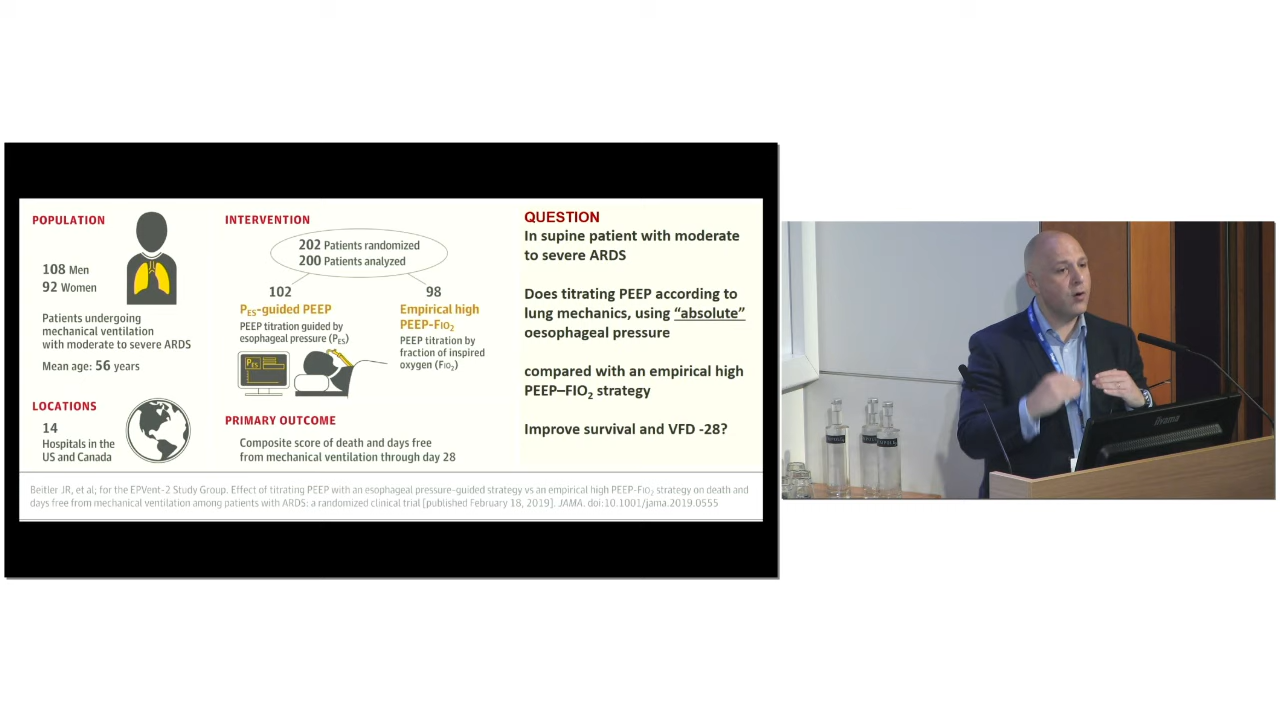 POPULATION
108 Men
92 Women
Patients undergoing
mechanical ventilation
with moderate to severe ARDS
Mean age: 56 years
LOCATIONS
14
Hospitals in the
US and Canada
INTERVENTION
202 Patients randomized
200 Patients analyzed
102
PES-guided PEEP
PEEP titration guided by
esophageal pressure (PES)
PES
98
Empirical high
PEEP-FIO2
PEEP titration by
fraction of inspired
oxygen (FIO2)
PRIMARY OUTCOME
Composite score of death and days free
from mechanical ventilation through day 28
QUESTION
In supine patient with moderate
to severe ARDS
Does titrating PEEP according to
lung mechanics, using “absolute”
oesophageal pressure
compared with an empirical high
PEEP–FIO2 strategy
Improve survival and VFD -28?
Beitler JR, et al; for the EPVent-2 Study Group. Effect of titrating PEEP with an esophageal pressure-guided strategy vs an empirical high PEEP-FIO2 strategy on death and
days free from mechanical ventilation among patients with ARDS: a randomized clinical trial [published February 18, 2019]. JAMA. doi:10.1001/jama.2019.0555
iiyama